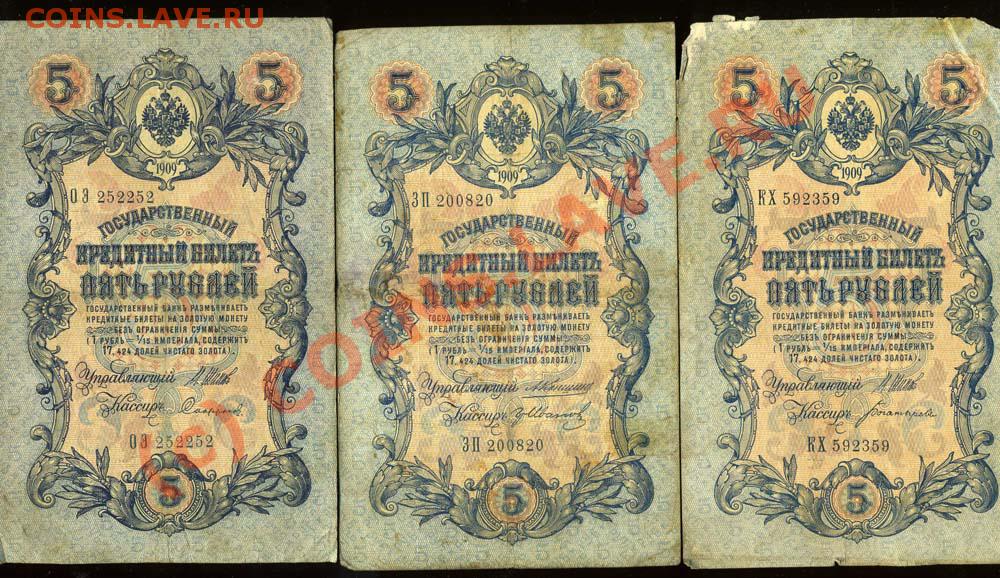 COINS.LAVE.RU
5 5
1909
ОЭ 252252
ГОСУДАРСТВЕННЫЙ
КРЕДИТНЫЙ БИЛЕТЪ
ПЯТЬ РУБЛЕЙ
ГОСУДАРСТВЕННЫЙ БАНКЪ РАЗМѢНИВАЕТЪ
КРЕДИТНЫЕ БИЛЕТЫ НА ЗОЛОТУЮ МОНЕТУ
БЕЗЪ ОГРАНИЧЕНІЯ СУММЫ
(1 РУБЛЬ = 1/15 ИМПЕРІАЛА, СОДЕРЖИТЪ
17,424 ДОЛЕЙ ЧИСТАГО ЗОЛОТА).
Управляющій
Кассиръ
ОЭ 252252
5
5 5
1909
ЗП 200820
ГОСУДАРСТВЕННЫЙ
КРЕДИТНЫЙ БИЛЕТЪ
ПЯТЬ РУБЛЕЙ
ГОСУДАРСТВЕННЫЙ БАНКЪ РАЗМѢНИВАЕТЪ
КРЕДИТНЫЕ БИЛЕТЫ НА ЗОЛОТУЮ МОНЕТУ
БЕЗЪ ОГРАНИЧЕНІЯ СУММЫ
(1 РУБЛЬ = 1/15 ИМПЕРІАЛА, СОДЕРЖИТЪ
17,424 ДОЛЕЙ ЧИСТАГО ЗОЛОТА).
Управляющій
Кассиръ
ЗП 200820
5
5 5
1909
КХ 592359
ГОСУДАРСТВЕННЫЙ
КРЕДИТНЫЙ БИЛЕТЪ
ПЯТЬ РУБЛЕЙ
ГОСУДАРСТВЕННЫЙ БАНКЪ РАЗМѢНИВАЕТЪ
КРЕДИТНЫЕ БИЛЕТЫ НА ЗОЛОТУЮ МОНЕТУ
БЕЗЪ ОГРАНИЧЕНІЯ СУММЫ
(1 РУБЛЬ = 1/15 ИМПЕРІАЛА, СОДЕРЖИТЪ
17,424 ДОЛЕЙ ЧИСТАГО ЗОЛОТА).
Управляющій
Кассиръ
КХ 592359
5
(C) COINS.LAVE.RU